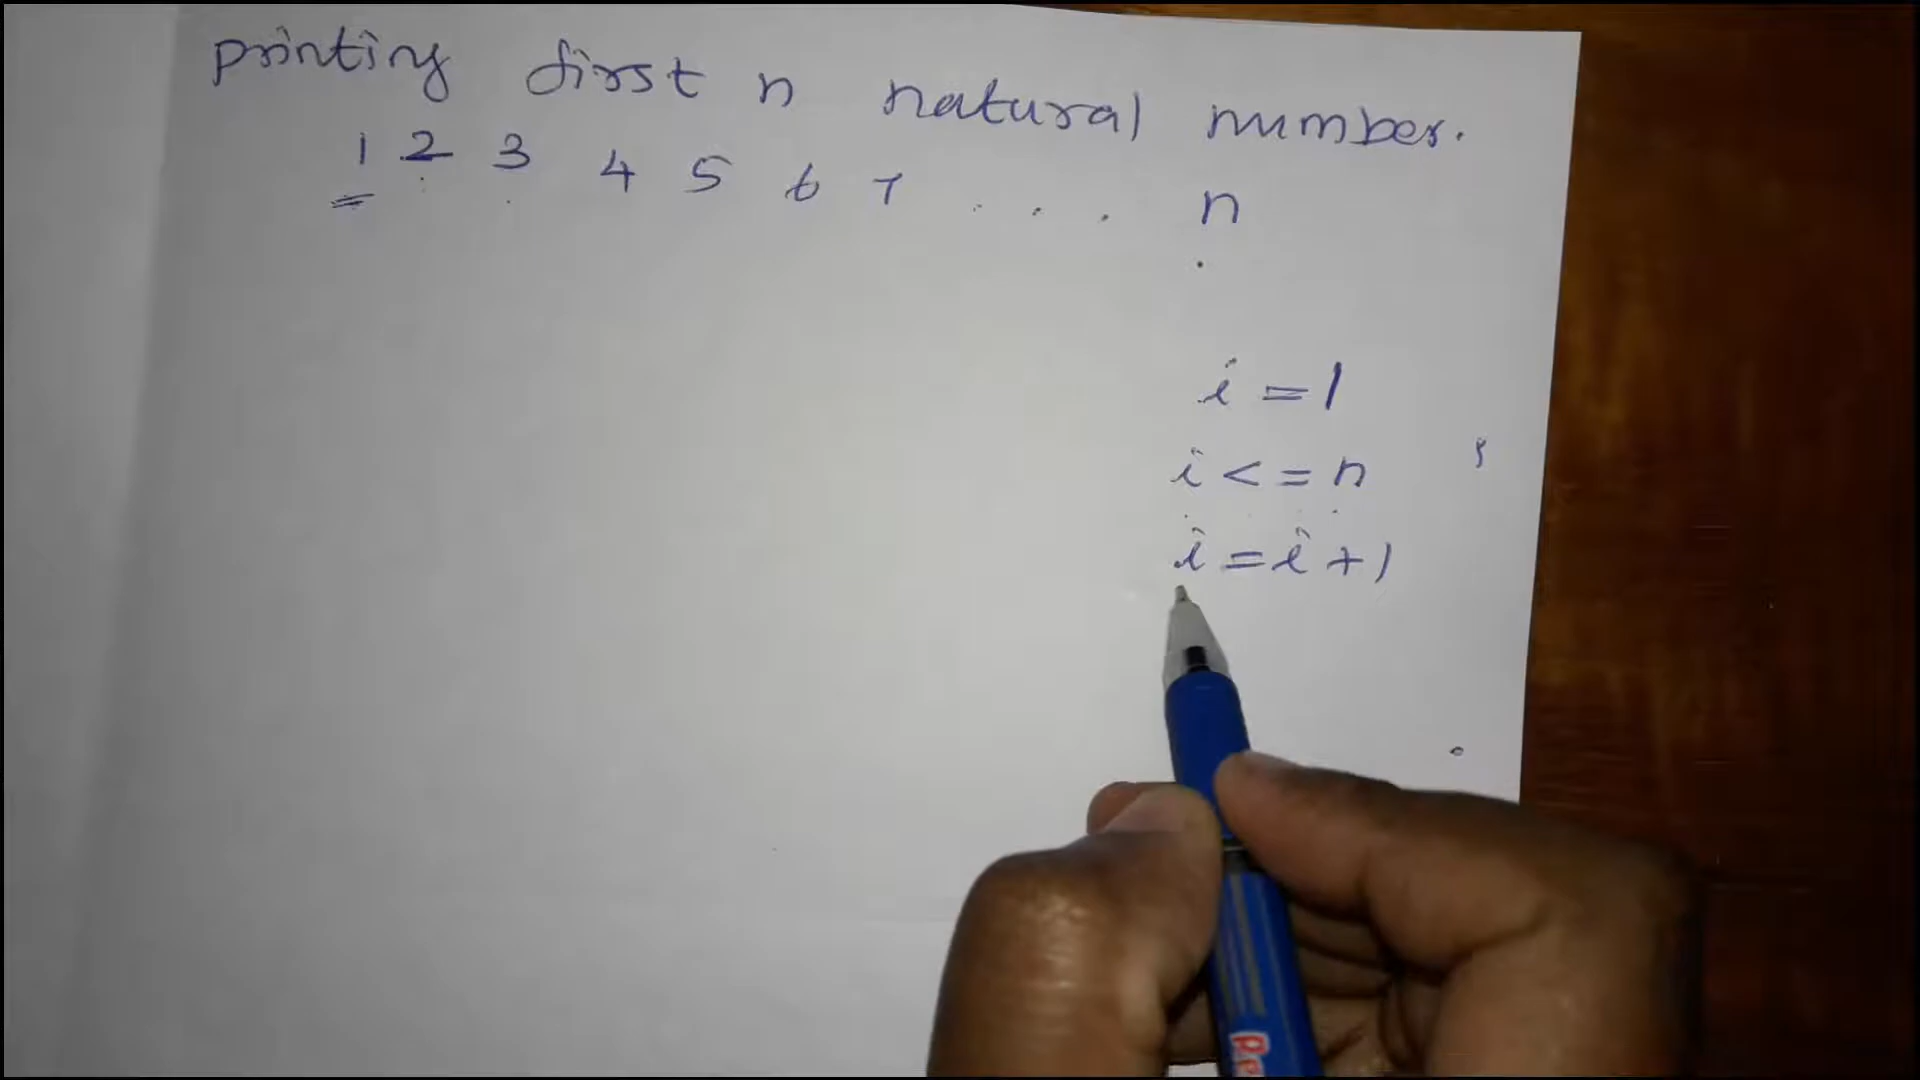 printing first n natural number.
1 2 3 4 5 6 7 . . . n
i = 1
i < = n
i = i + 1